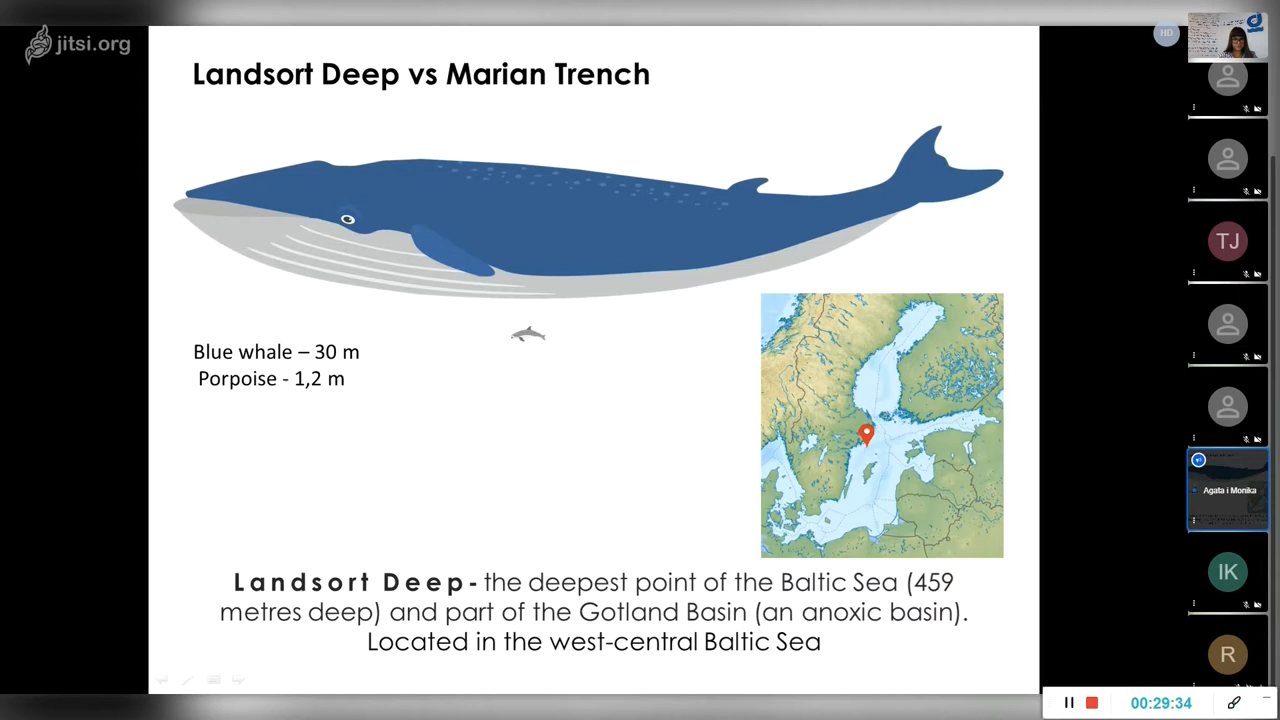 jitsi.org
HD
Landsort Deep vs Marian Trench
Blue whale – 30 m
Porpoise - 1,2 m
Landsort Deep- the deepest point of the Baltic Sea (459
metres deep) and part of the Gotland Basin (an anoxic basin).
Located in the west-central Baltic Sea
TJ
Agata i Monika
IK
R
00:29:34